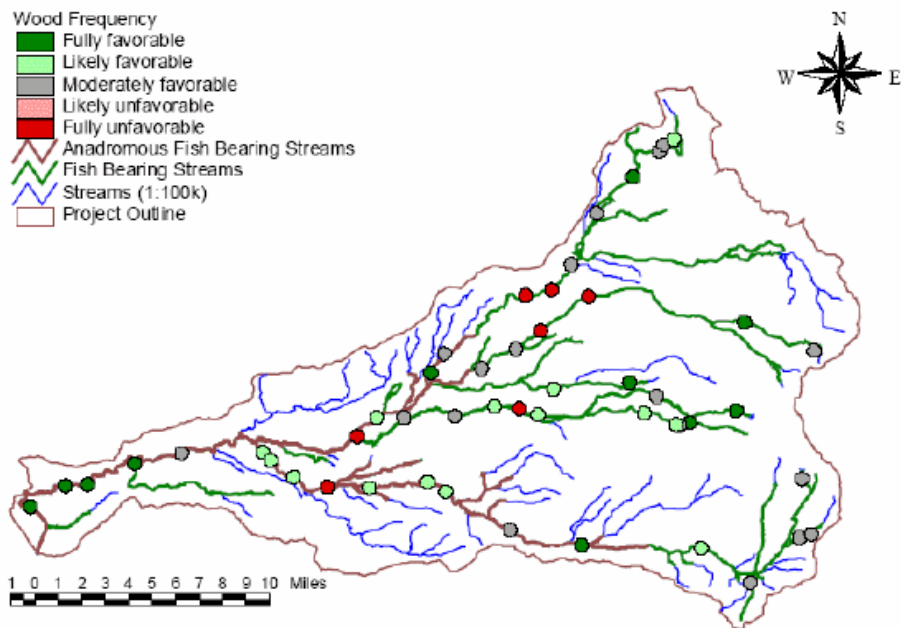 Wood Frequency
Fully favorable
Likely favorable
Moderately favorable
Likely unfavorable
Fully unfavorable
Anadromous Fish Bearing Streams
Fish Bearing Streams
Streams (1:100k)
Project Outline
N
W E
S
1 0 1 2 3 4 5 6 7 8 9 10 Miles